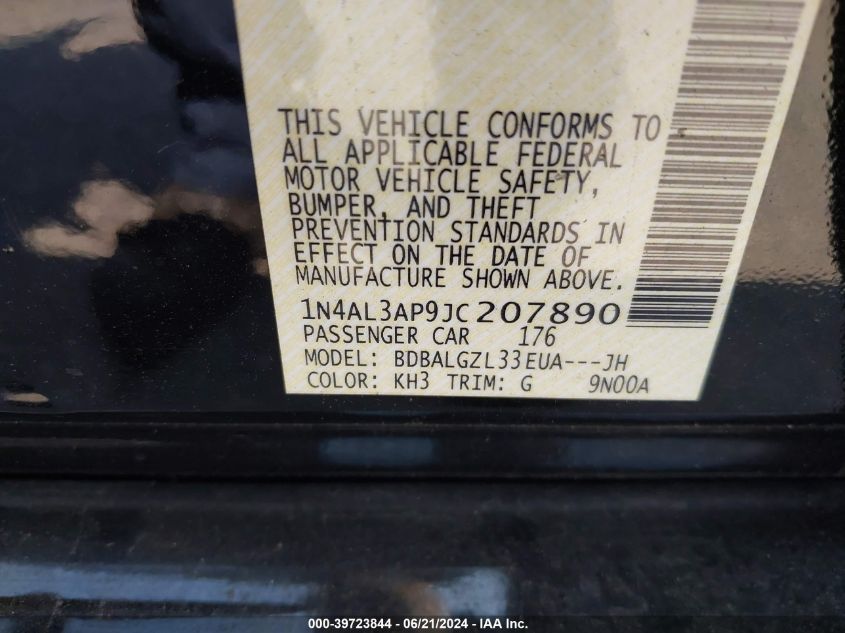 THIS VEHICLE CONFORMS TO
ALL APPLICABLE FEDERAL
MOTOR VEHICLE SAFETY,
BUMPER, AND THEFT
PREVENTION STANDARDS IN
EFFECT ON THE DATE OF
MANUFACTURE SHOWN ABOVE.
1N4AL3AP9JC207890
PASSENGER CAR 176
MODEL: BDBALGZL33EUA---JH
COLOR: KH3 TRIM: G 9N00A
000-39723844 - 06/21/2024 - IAA Inc.